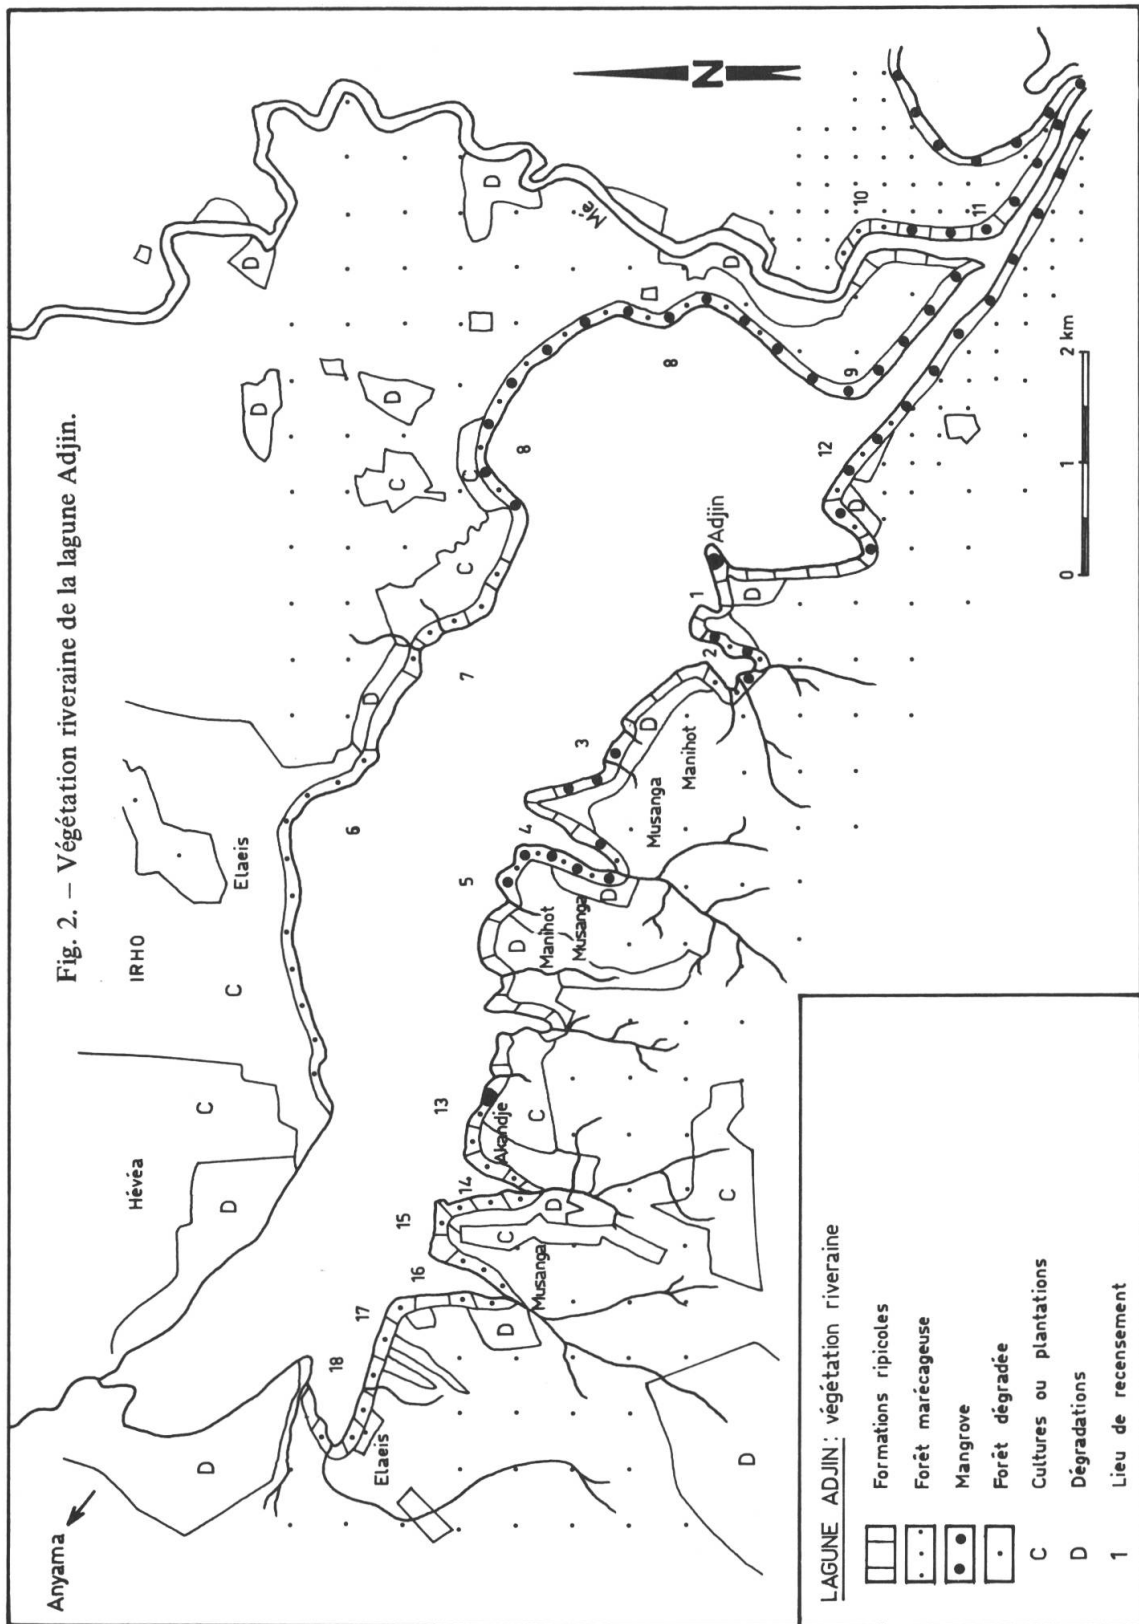 Fig. 2. – Végétation riveraine de la lagune Adjin.
Anyama
Hévéa
IRHO
Elaeis
D
D
C
C
D
C
C
D
D
D
D
Mé
D
N
18
17
16
15
14
13
5
4
3
2
1
6
7
8
8
9
10
11
12
Elaeis
D
Musanga
C
D
Akandje
C
C
D
D
Manihot
Musanga
D
Musanga
Manihot
D
D
Adjin
D
0 1 2 km
LAGUNE ADJIN: végétation riveraine
Formations ripicoles
Forêt marécageuse
Mangrove
Forêt dégradée
C Cultures ou plantations
D Dégradations
1 Lieu de recensement